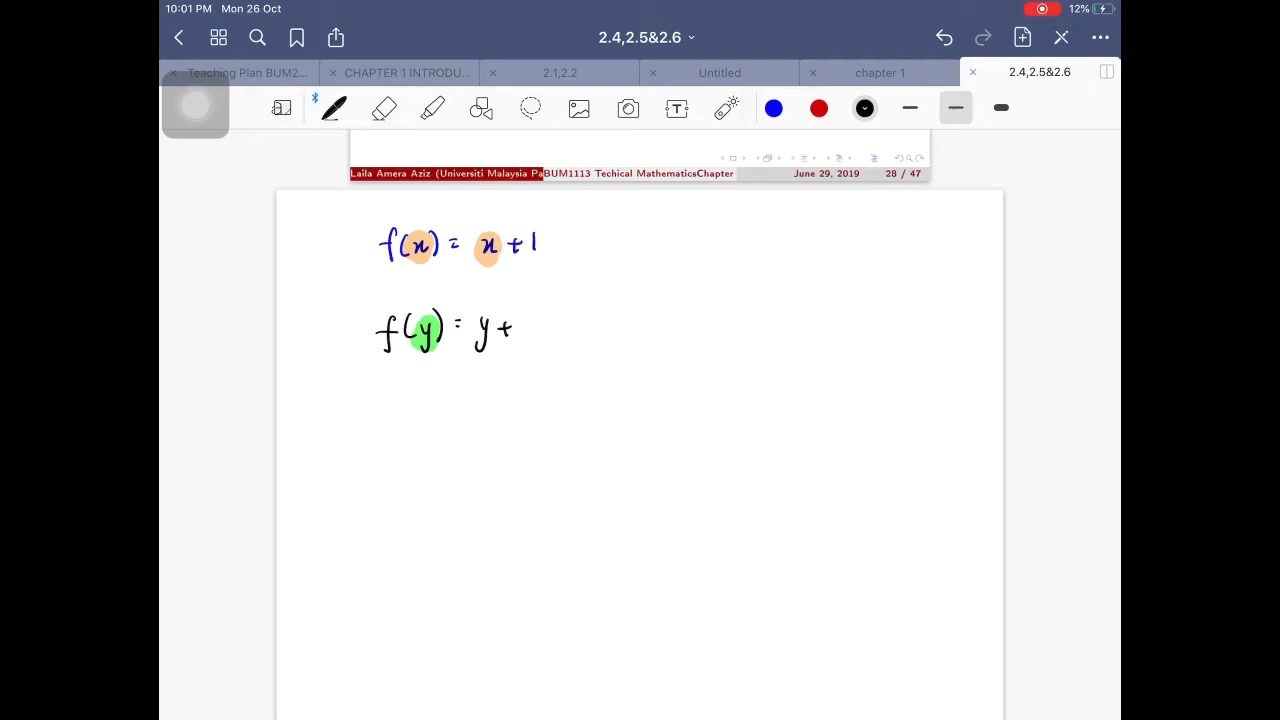 10:01 PM Mon 26 Oct 12%
2.4,2.5&2.6
Teaching Plan BUM2... CHAPTER 1 INTRODU... 2.1,2.2 Untitled chapter 1 2.4,2.5&2.6
Laila Amera Aziz (Universiti Malaysia Pa BUM1113 Techical MathematicsChapter June 29, 2019 28 / 47
f(x) = x + 1
f(y) = y +